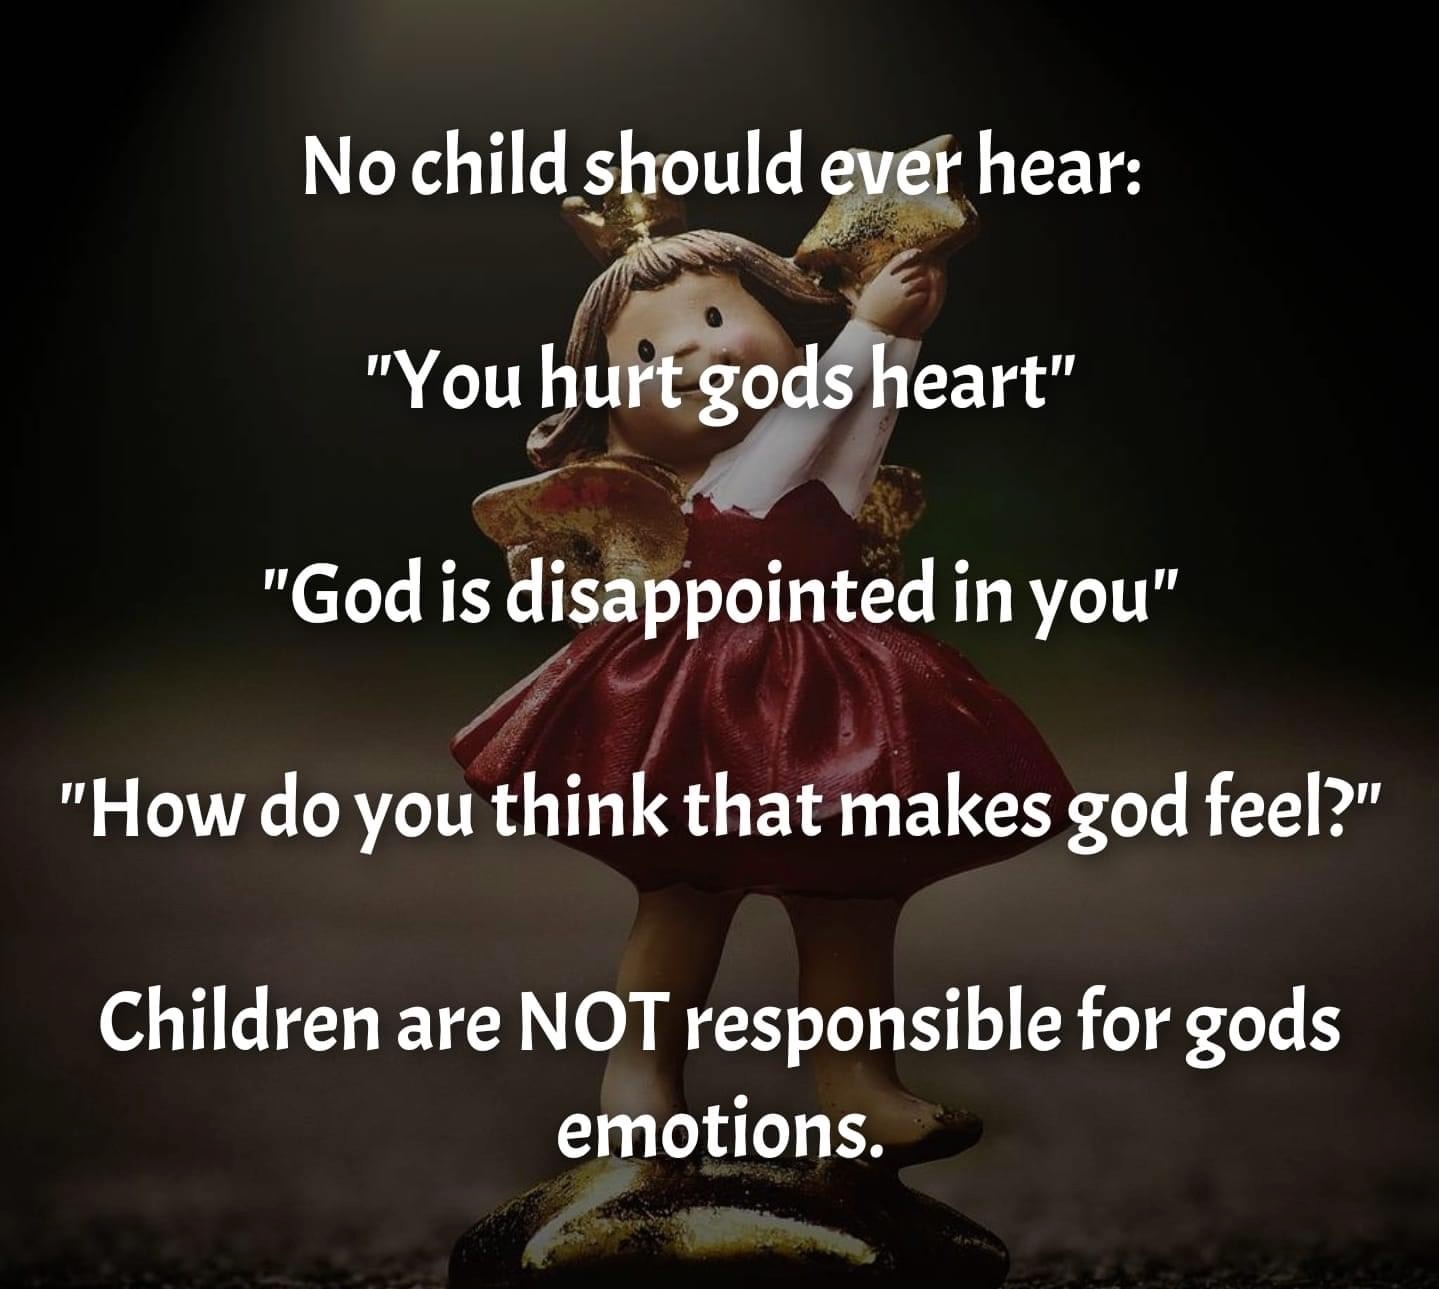 No child should ever hear:
"You hurt gods heart"
"God is disappointed in you"
"How do you think that makes god feel?"
Children are NOT responsible for gods
emotions.